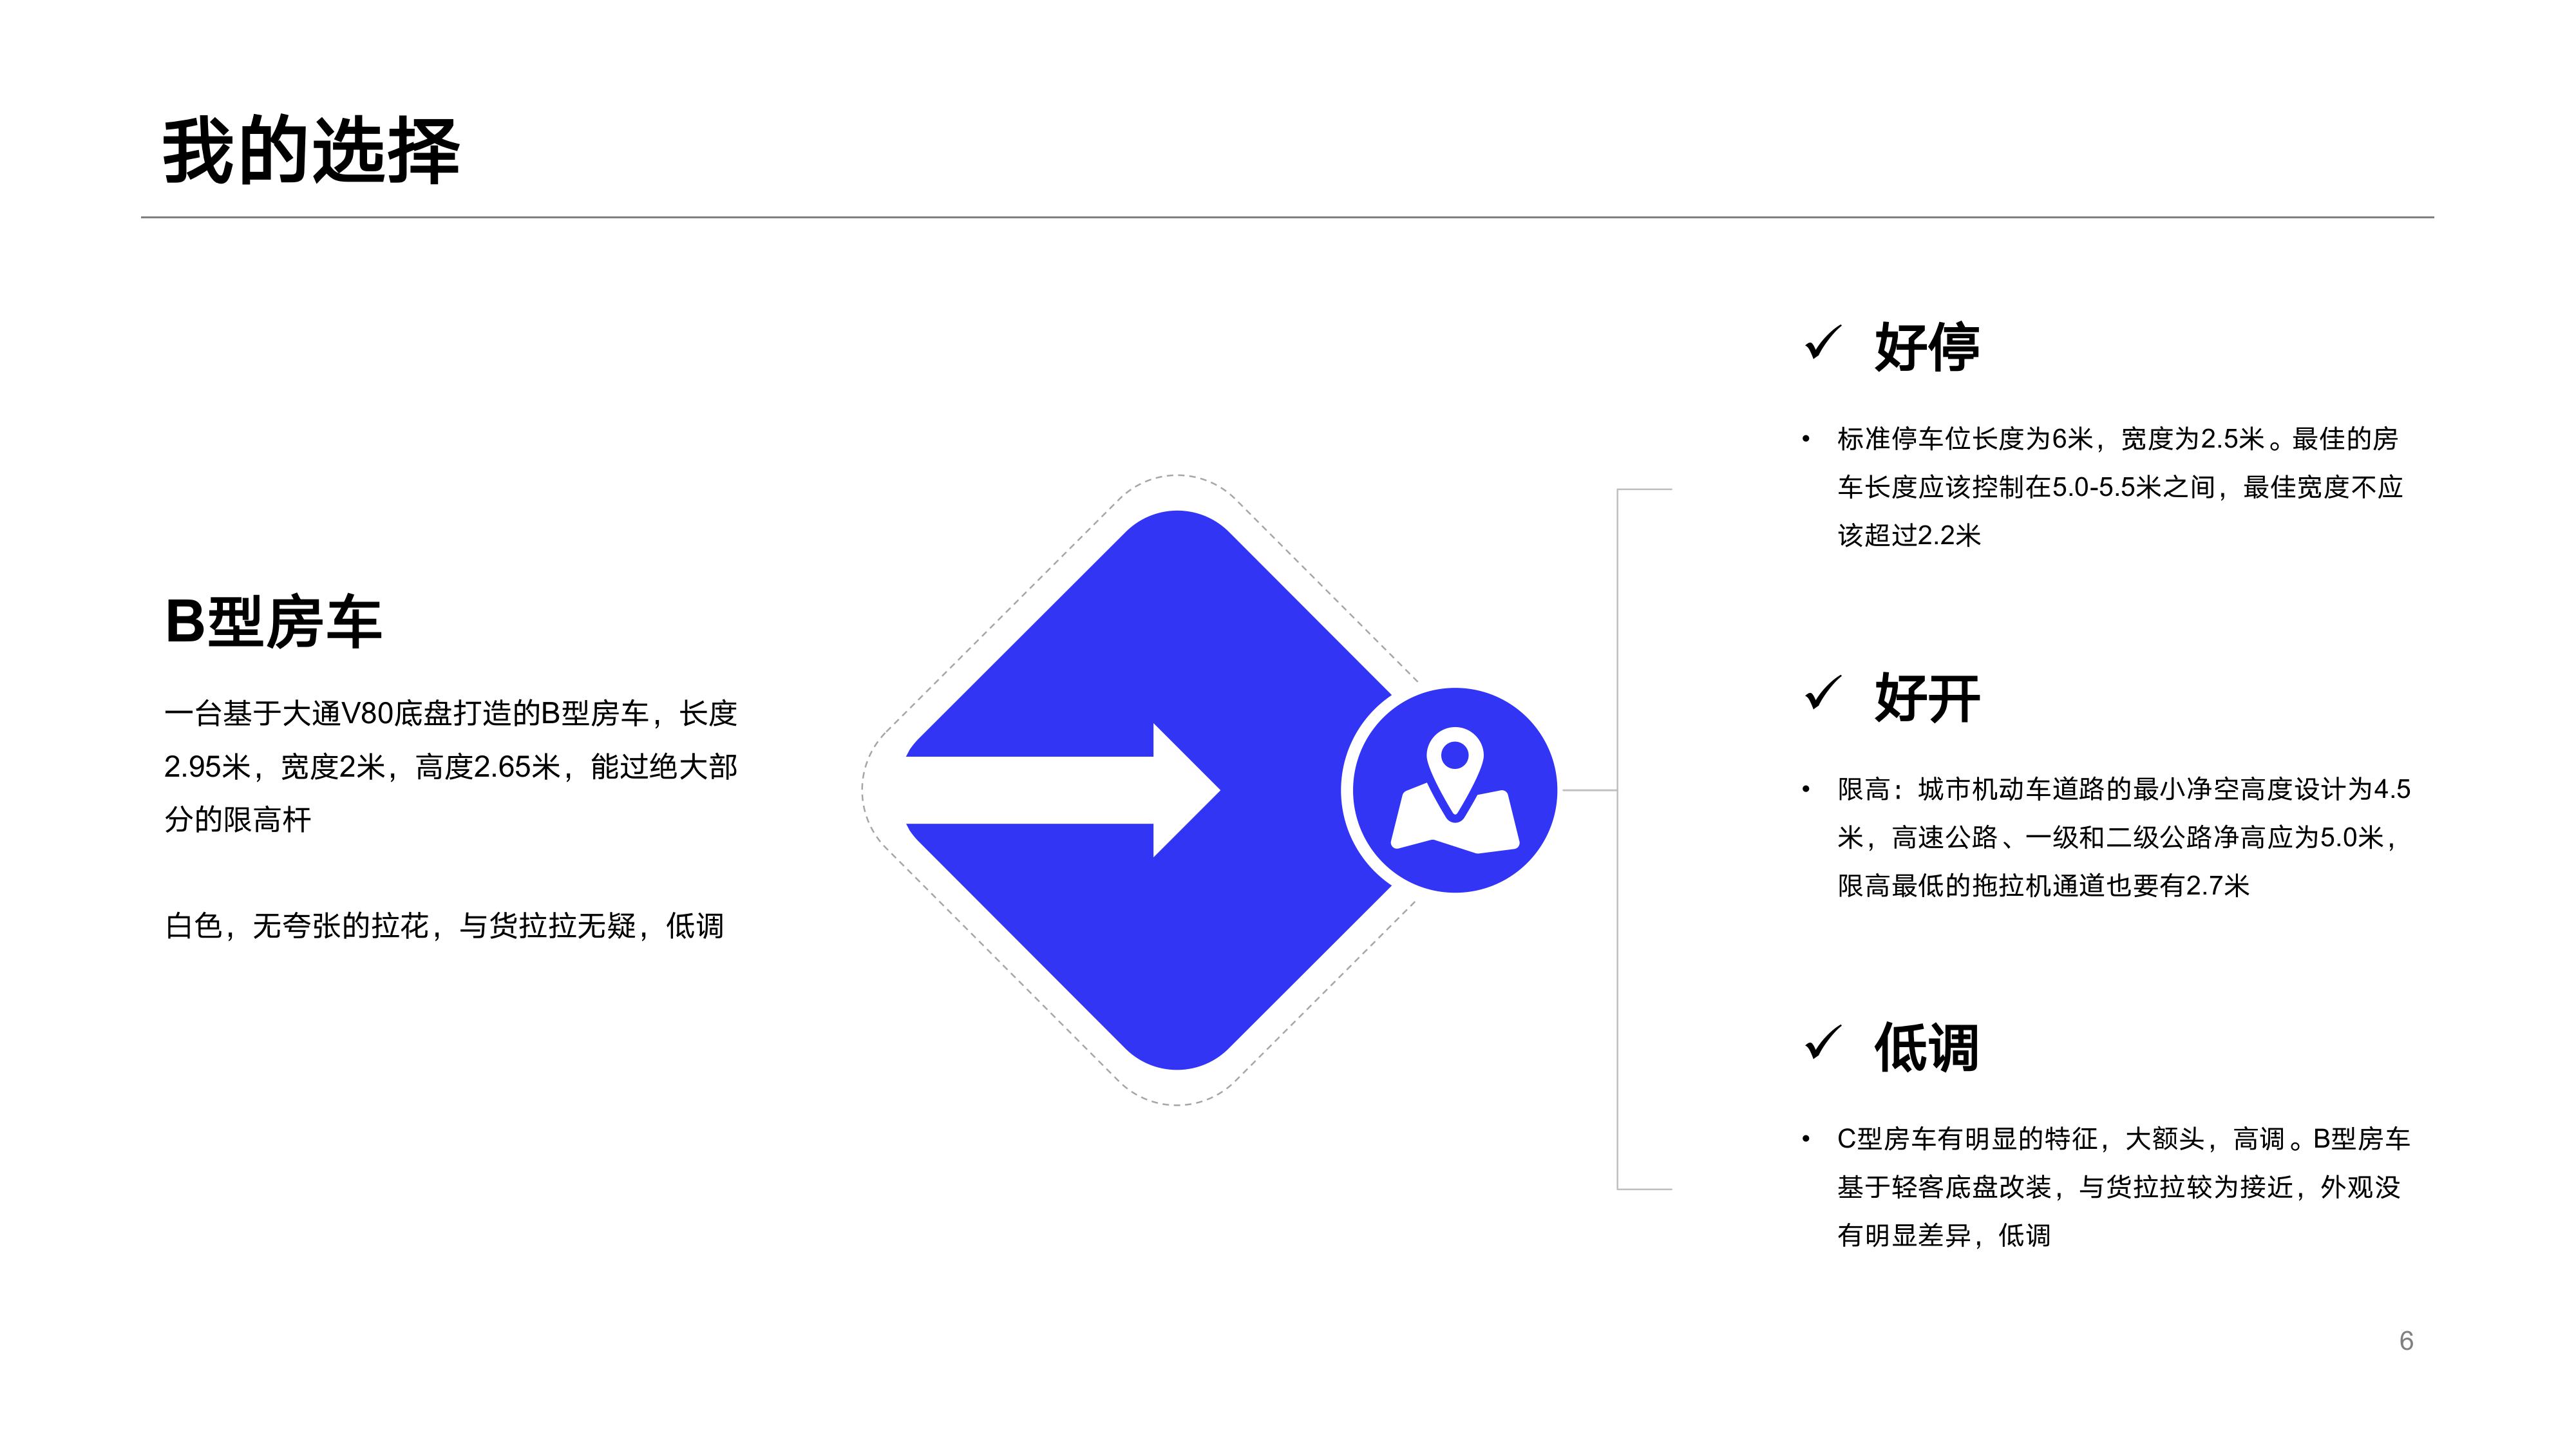 我的选择
B型房车
一台基于大通V80底盘打造的B型房车，长度
2.95米，宽度2米，高度2.65米，能过绝大部
分的限高杆
白色，无夸张的拉花，与货拉拉无疑，低调
✓ 好停
• 标准停车位长度为6米，宽度为2.5米。最佳的房
车长度应该控制在5.0-5.5米之间，最佳宽度不应
该超过2.2米
✓ 好开
• 限高：城市机动车道路的最小净空高度设计为4.5
米，高速公路、一级和二级公路净高应为5.0米，
限高最低的拖拉机通道也要有2.7米
✓ 低调
• C型房车有明显的特征，大额头，高调。B型房车
基于轻客底盘改装，与货拉拉较为接近，外观没
有明显差异，低调
6